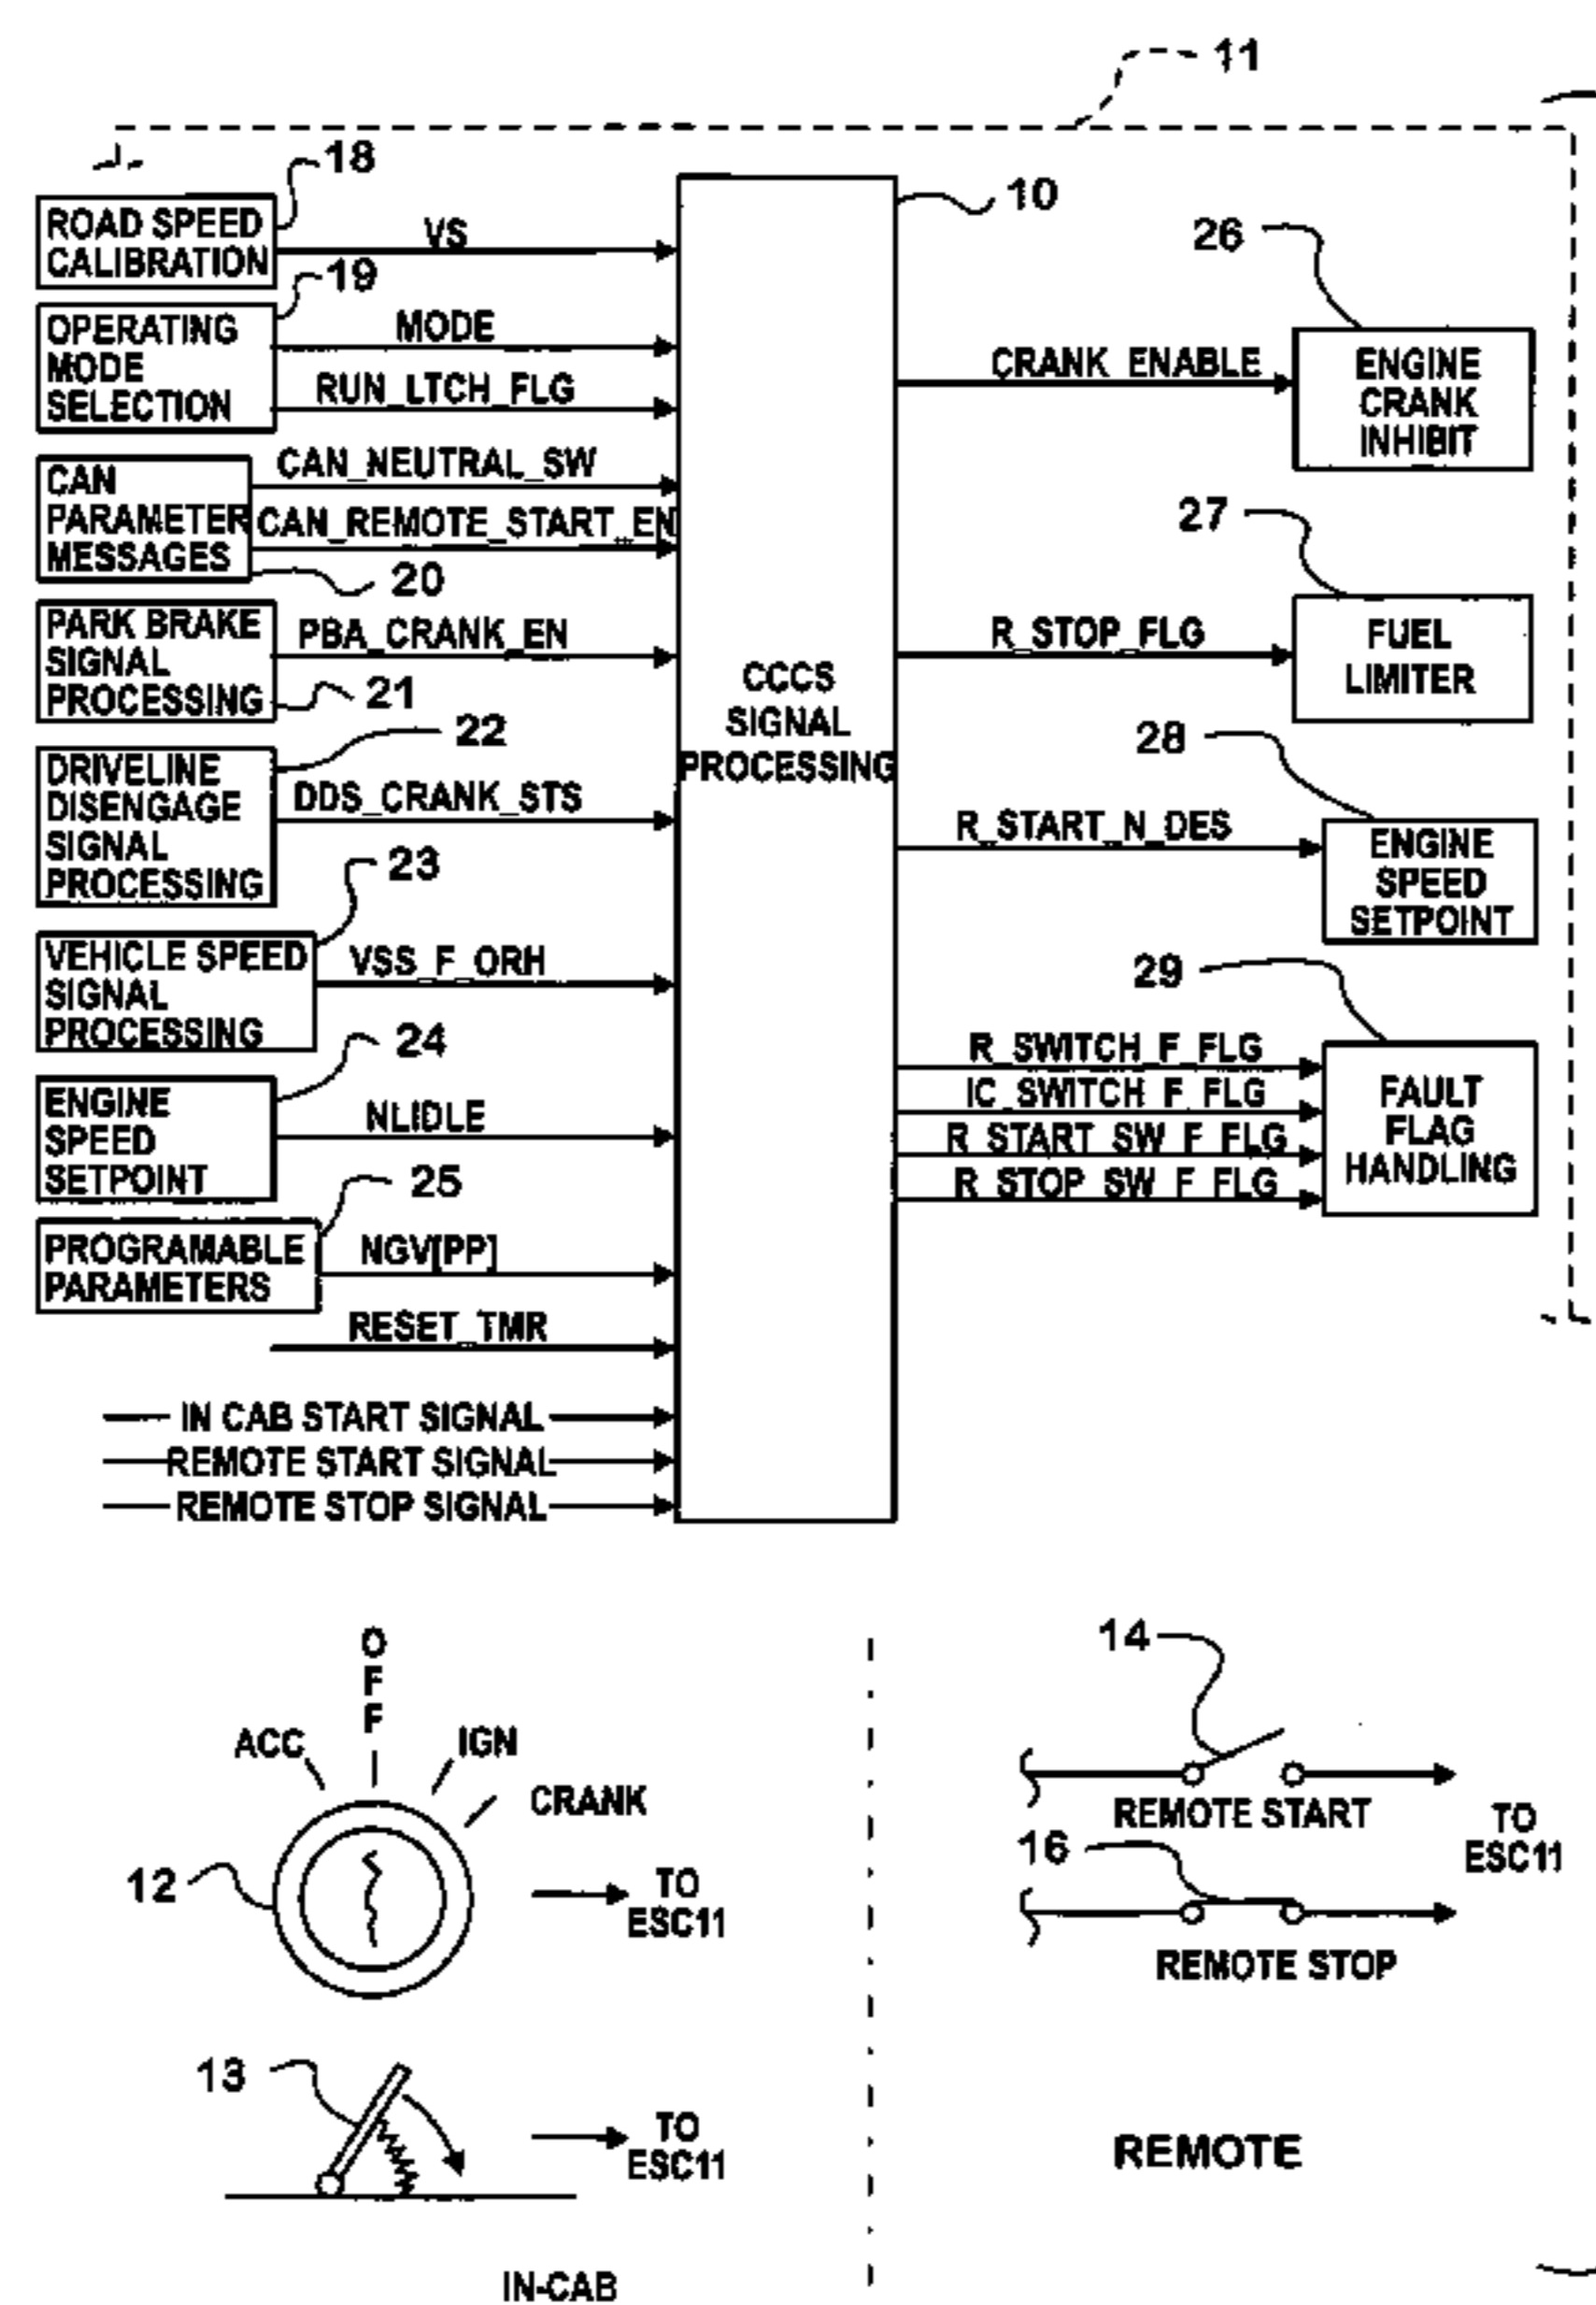 11
18
ROAD SPEED
CALIBRATION
VS
19
OPERATING
MODE
SELECTION
MODE
RUN_LTCH_FLG
CAN
PARAMETER
MESSAGES
CAN_NEUTRAL_SW
CAN_REMOTE_START_EN
20
PARK BRAKE
SIGNAL
PROCESSING
PBA_CRANK_EN
21
22
DRIVELINE
DISENGAGE
SIGNAL
PROCESSING
DDS_CRANK_STS
23
VEHICLE SPEED
SIGNAL
PROCESSING
VSS_F_ORH
24
ENGINE
SPEED
SETPOINT
NLIDLE
25
PROGRAMABLE
PARAMETERS
NGV[PP]
RESET_TMR
IN CAB START SIGNAL
REMOTE START SIGNAL
REMOTE STOP SIGNAL
10
CCCS
SIGNAL
PROCESSING
26
CRANK_ENABLE
ENGINE
CRANK
INHIBIT
27
R_STOP_FLG
FUEL
LIMITER
28
R_START_N_DES
ENGINE
SPEED
SETPOINT
29
R_SWITCH_F_FLG
IC_SWITCH_F_FLG
R_START_SW_F_FLG
R_STOP_SW_F_FLG
FAULT
FLAG
HANDLING
OFF
ACC
IGN
CRANK
12
TO
ESC11
13
TO
ESC11
IN-CAB
14
REMOTE START
16
TO
ESC11
REMOTE STOP
REMOTE